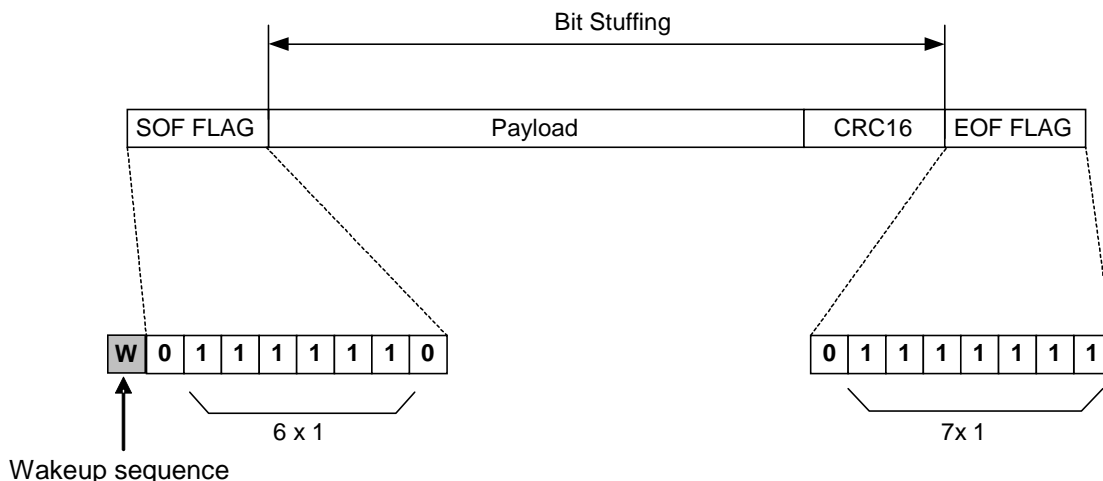 Bit Stuffing
SOF FLAG Payload CRC16 EOF FLAG
W 0 1 1 1 1 1 1 0 0 1 1 1 1 1 1 1
6 x 1 7x 1
Wakeup sequence